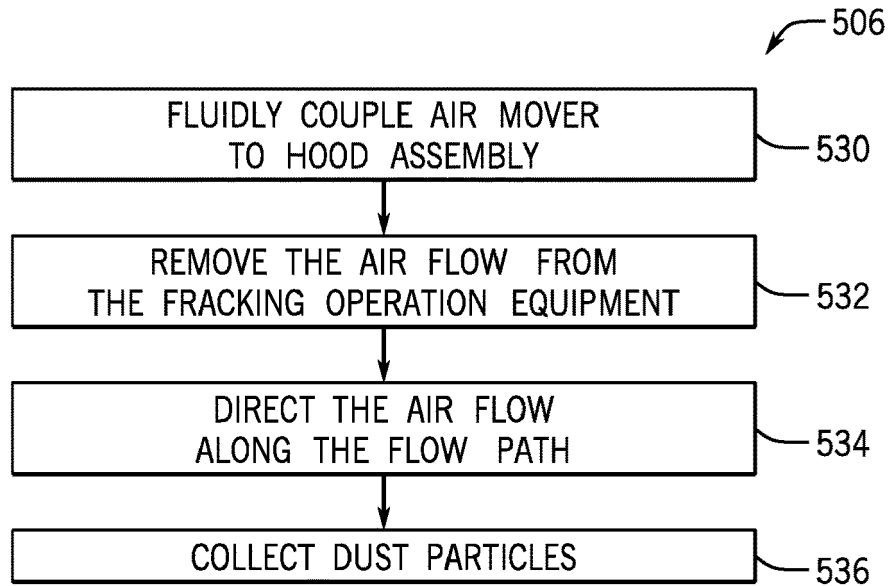 506
FLUIDLY COUPLE AIR MOVER
TO HOOD ASSEMBLY
530
REMOVE THE AIR FLOW FROM
THE FRACKING OPERATION EQUIPMENT
532
DIRECT THE AIR FLOW
ALONG THE FLOW PATH
534
COLLECT DUST PARTICLES
536